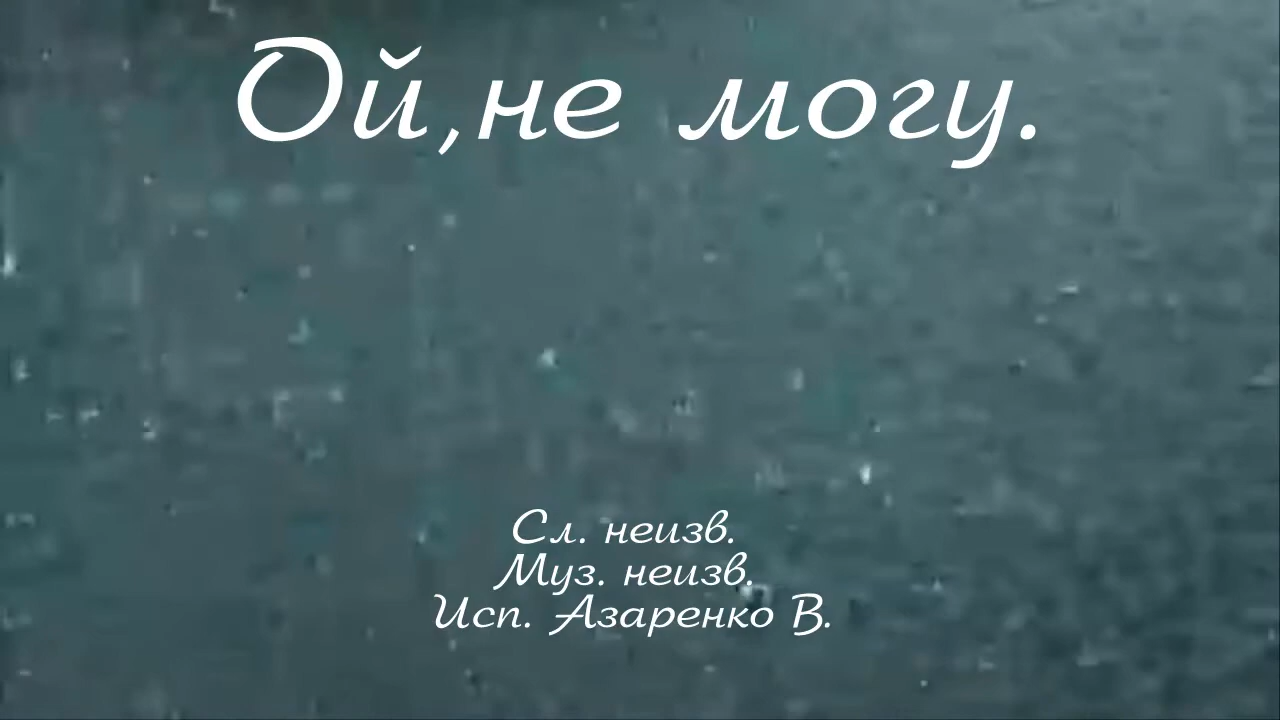 Ой,не могу.
Сл. неизв.
Муз. неизв.
Исп. Азаренко В.